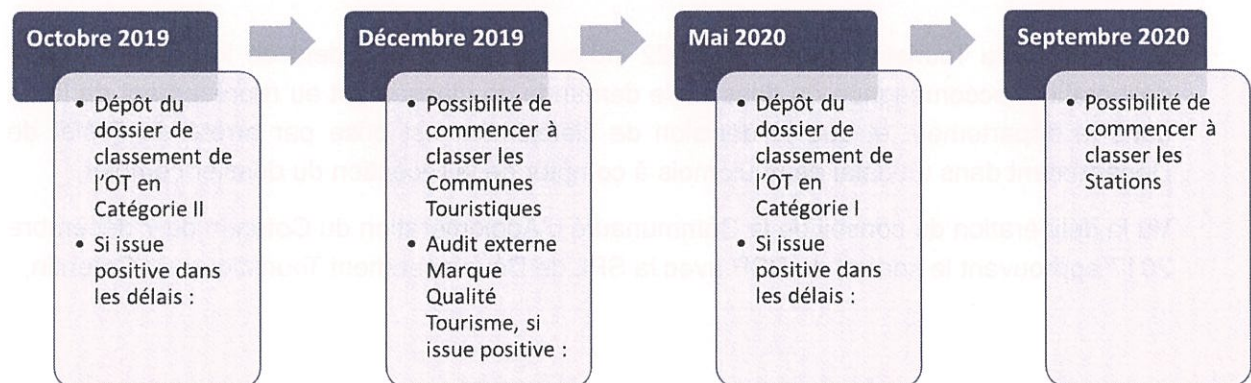 Octobre 2019
• Dépôt du
dossier de
classement de
l'OT en
Catégorie II
• Si issue
positive dans
les délais :
Décembre 2019
• Possibilité de
commencer à
classer les
Communes
Touristiques
• Audit externe
Marque
Qualité
Tourisme, si
issue positive :
Mai 2020
• Dépôt du
dossier de
classement de
l'OT en
Catégorie I
• Si issue
positive dans
les délais :
Septembre 2020
• Possibilité de
commencer à
classer les
Stations